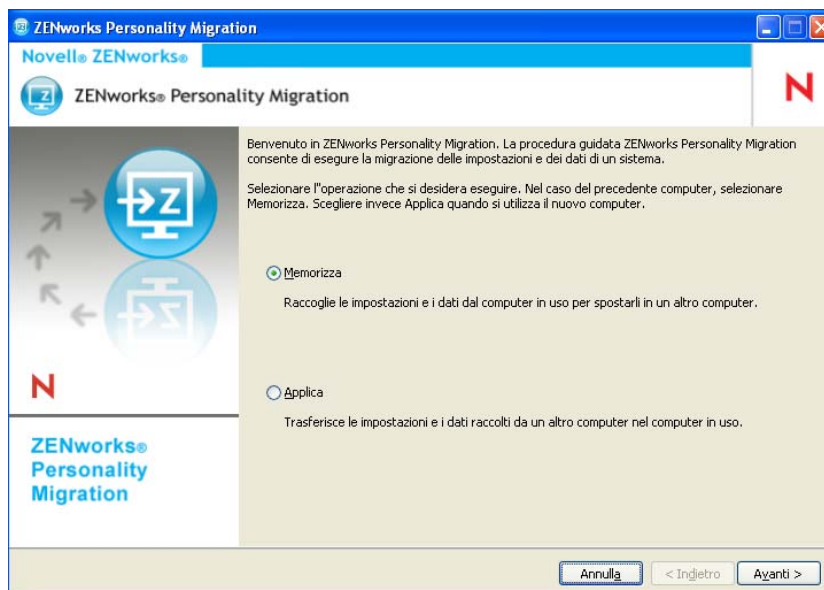 ZENworks Personality Migration
Novell® ZENworks®
ZENworks® Personality Migration
N
Benvenuto in ZENworks Personality Migration. La procedura guidata ZENworks Personality Migration
consente di esegure la migrazione delle impostazioni e dei dati di un sistema.
Selezionare l''operazione che si desidera eseguire. Nel caso del precedente computer, selezionare
Memorizza. Scegliere invece Applica quando si utilizza il nuovo computer.
Z
Memorizza
Raccoglie le impostazioni e i dati dal computer in uso per spostarli in un altro computer.
N
Applica
Trasferisce le impostazioni e i dati raccolti da un altro computer nel computer in uso.
ZENworks®
Personality
Migration
Annulla
< Indietro
Avanti >